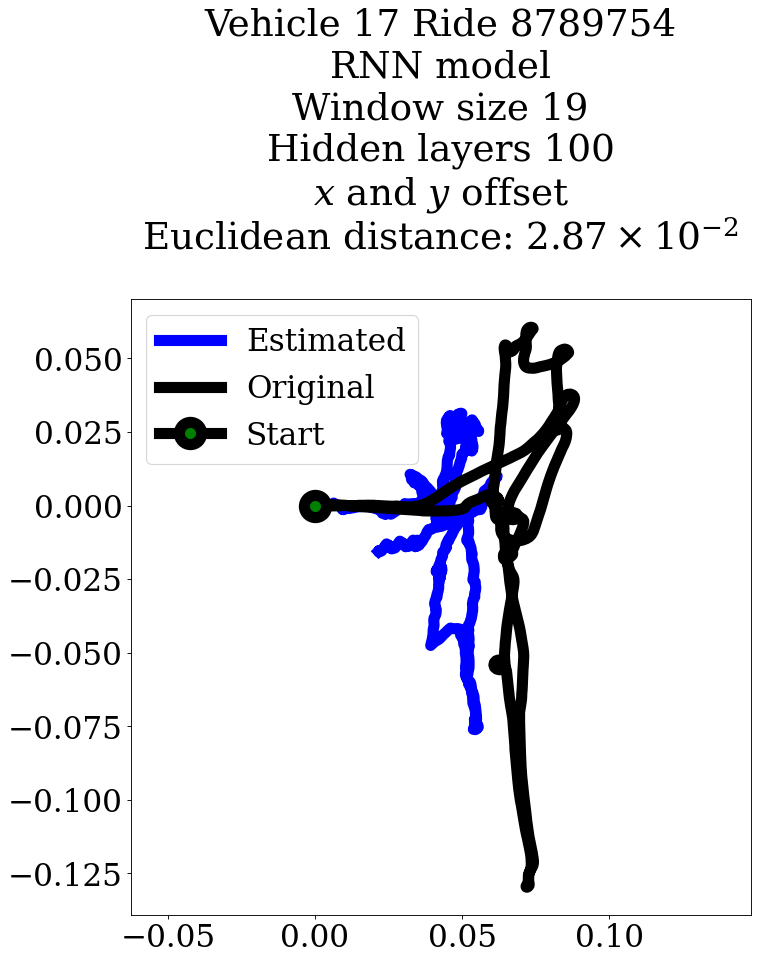 Vehicle 17 Ride 8789754
RNN model
Window size 19
Hidden layers 100
x and y offset
Euclidean distance: 2.87 × 10⁻²
Estimated
Original
Start
0.050
0.025
0.000
−0.025
−0.050
−0.075
−0.100
−0.125
−0.05 0.00 0.05 0.10